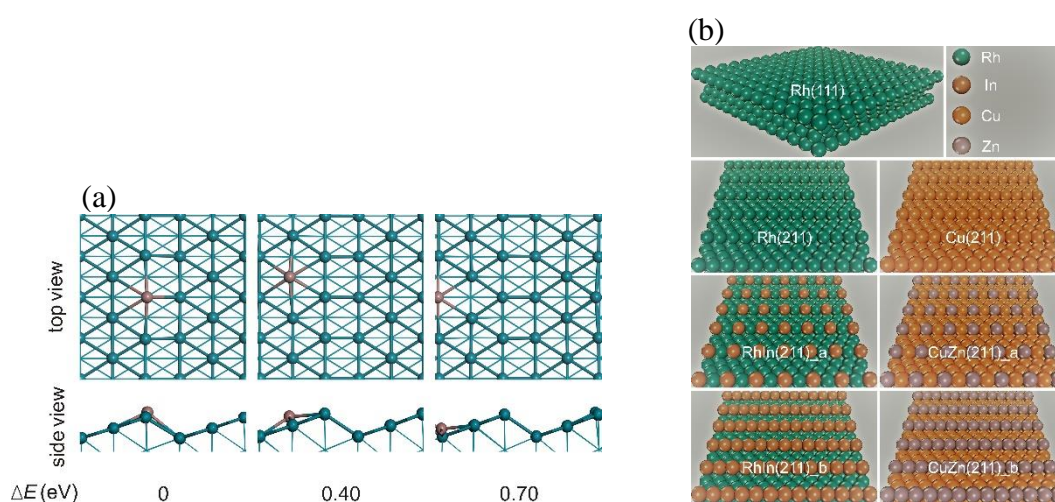 (a)
top view
side view
ΔE (eV) 0 0.40 0.70
(b)
Rh(111)
Rh
In
Cu
Zn
Rh(211)
Cu(211)
RhIn(211)_a
CuZn(211)_a
RhIn(211)_b
CuZn(211)_b